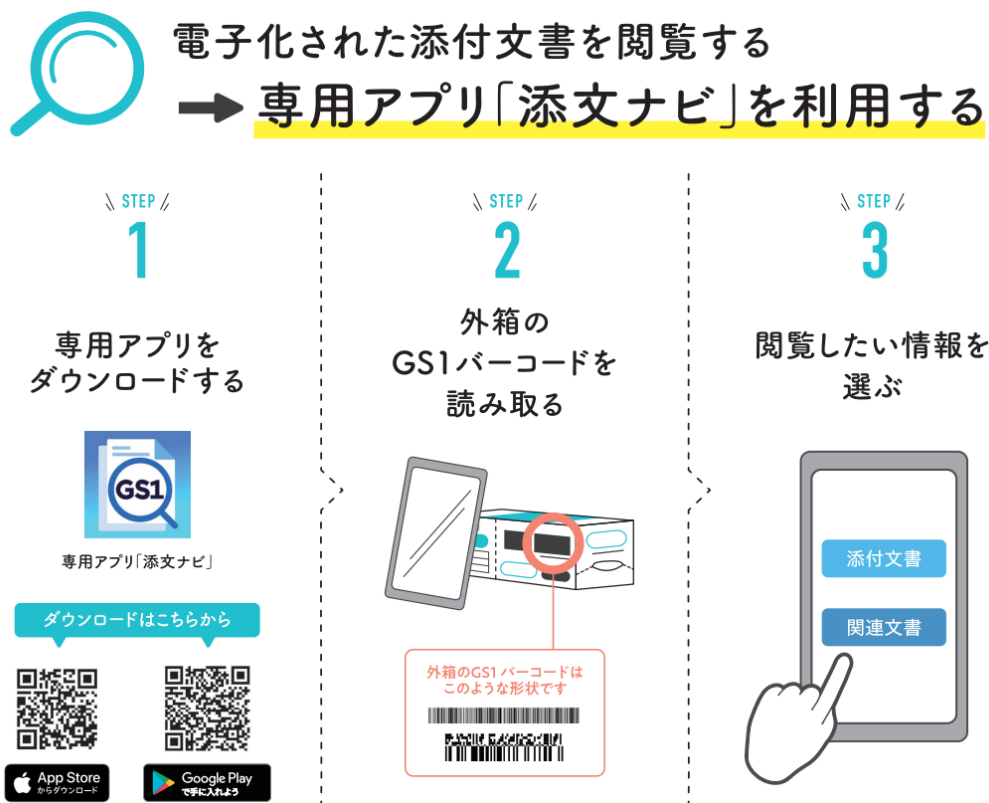 電子化された添付文書を閲覧する
→専用アプリ「添文ナビ」を利用する
STEP
1
専用アプリを
ダウンロードする
GS1
専用アプリ「添文ナビ」
ダウンロードはこちらから
App Store
からダウンロード
Google Play
で手に入れよう
STEP
2
外箱の
GS1バーコードを
読み取る
外箱のGS1バーコードは
このような形状です
STEP
3
閲覧したい情報を
選ぶ
添付文書
関連文書